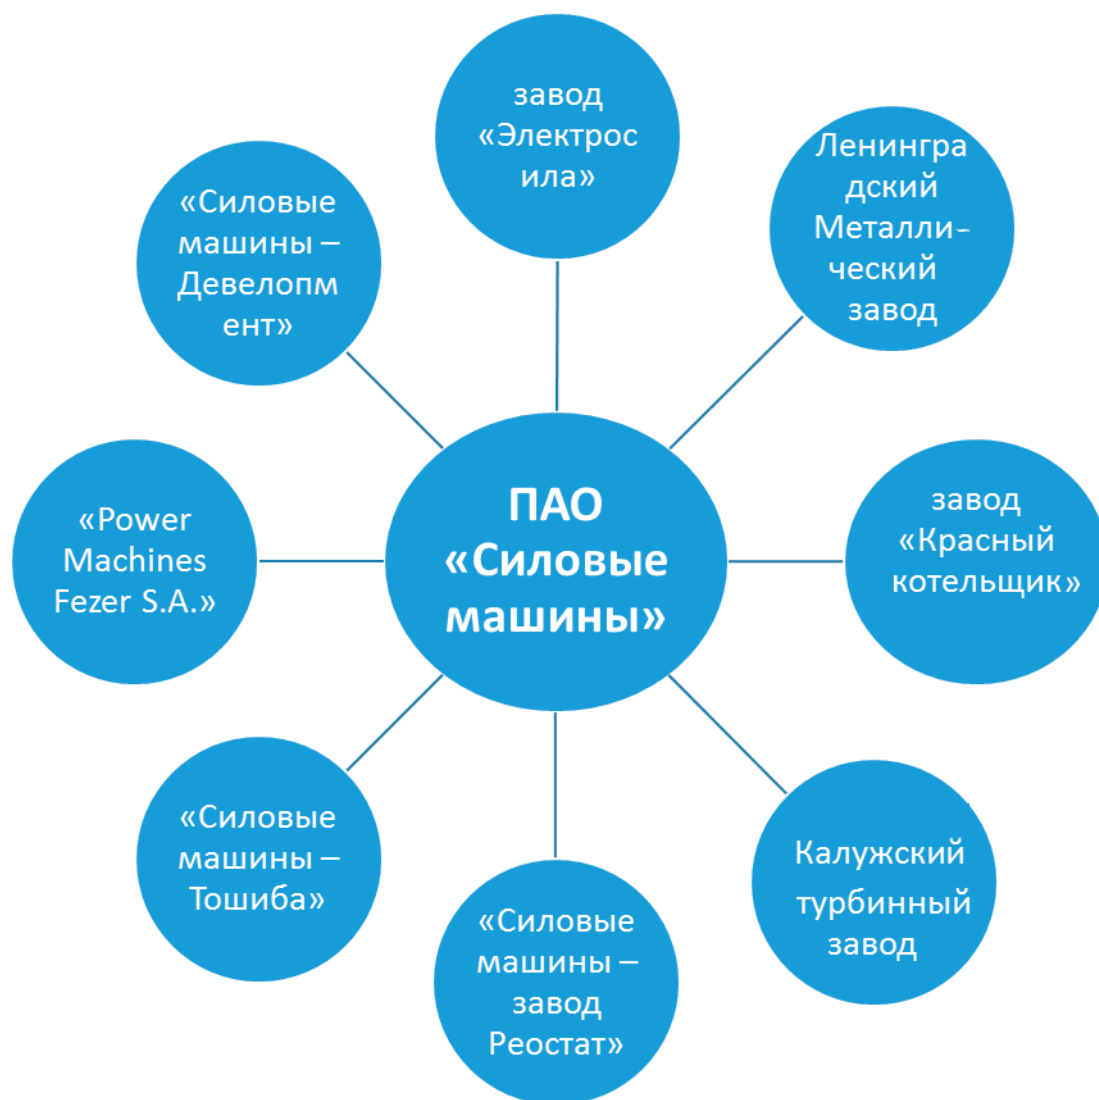 завод
«Электрос
ила»
Ленингра
дский
Металли-
ческий
завод
«Силовые
машины –
Девелопм
ент»
ПАО
«Силовые
машины»
завод
«Красный
котельщик»
«Power
Machines
Fezer S.A.»
Калужский
турбинный
завод
«Силовые
машины –
Тошиба»
«Силовые
машины –
завод
Реостат»